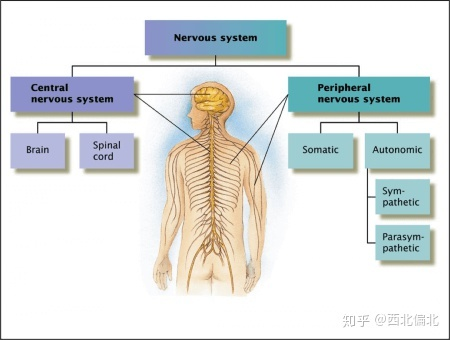 Nervous system
Central
nervous system
Peripheral
nervous system
Brain
Spinal
cord
Somatic
Autonomic
Sym-
pathetic
Parasym-
pathetic
知乎 @西北偏北